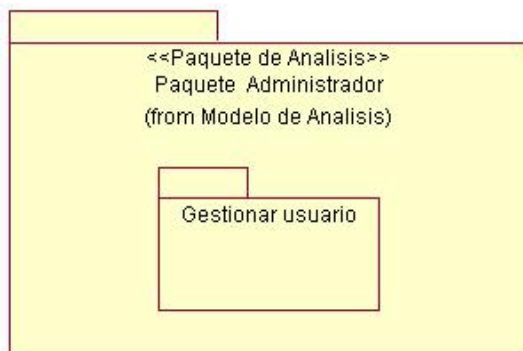 <<Paquete de Analisis>>
Paquete Administrador
(from Modelo de Analisis)
Gestionar usuario